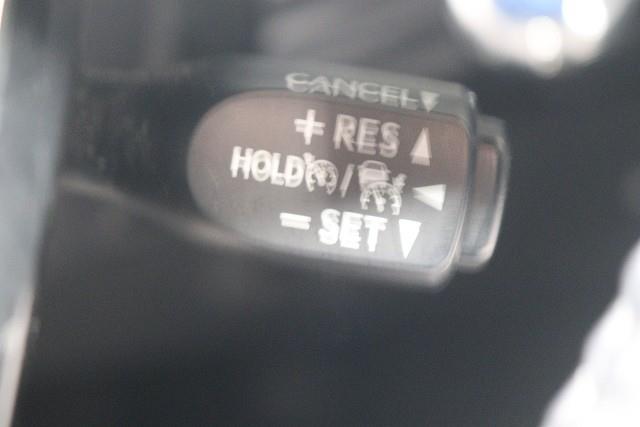 CANCEL▼
+ RES ▲
HOLD / ◀
− SET ▼